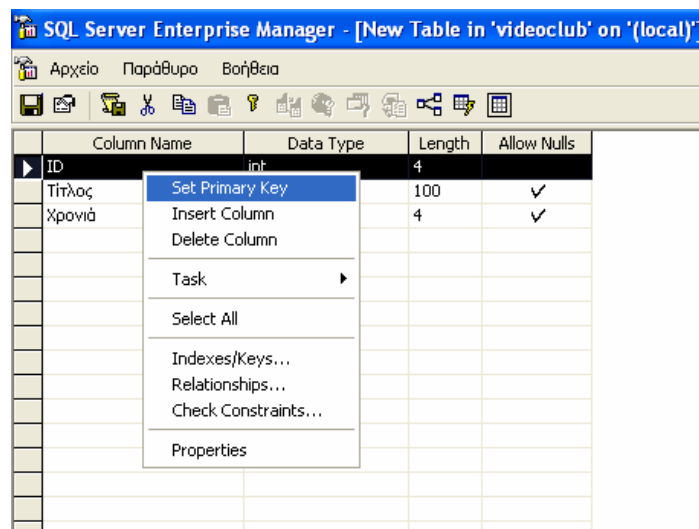 SQL Server Enterprise Manager - [New Table in 'videoclub' on '(local)']
Αρχείο Παράθυρο Βοήθεια
Column Name Data Type Length Allow Nulls
ID int 4
Τίτλος 100
Χρονιά 4
Set Primary Key
Insert Column
Delete Column
Task
Select All
Indexes/Keys...
Relationships...
Check Constraints...
Properties